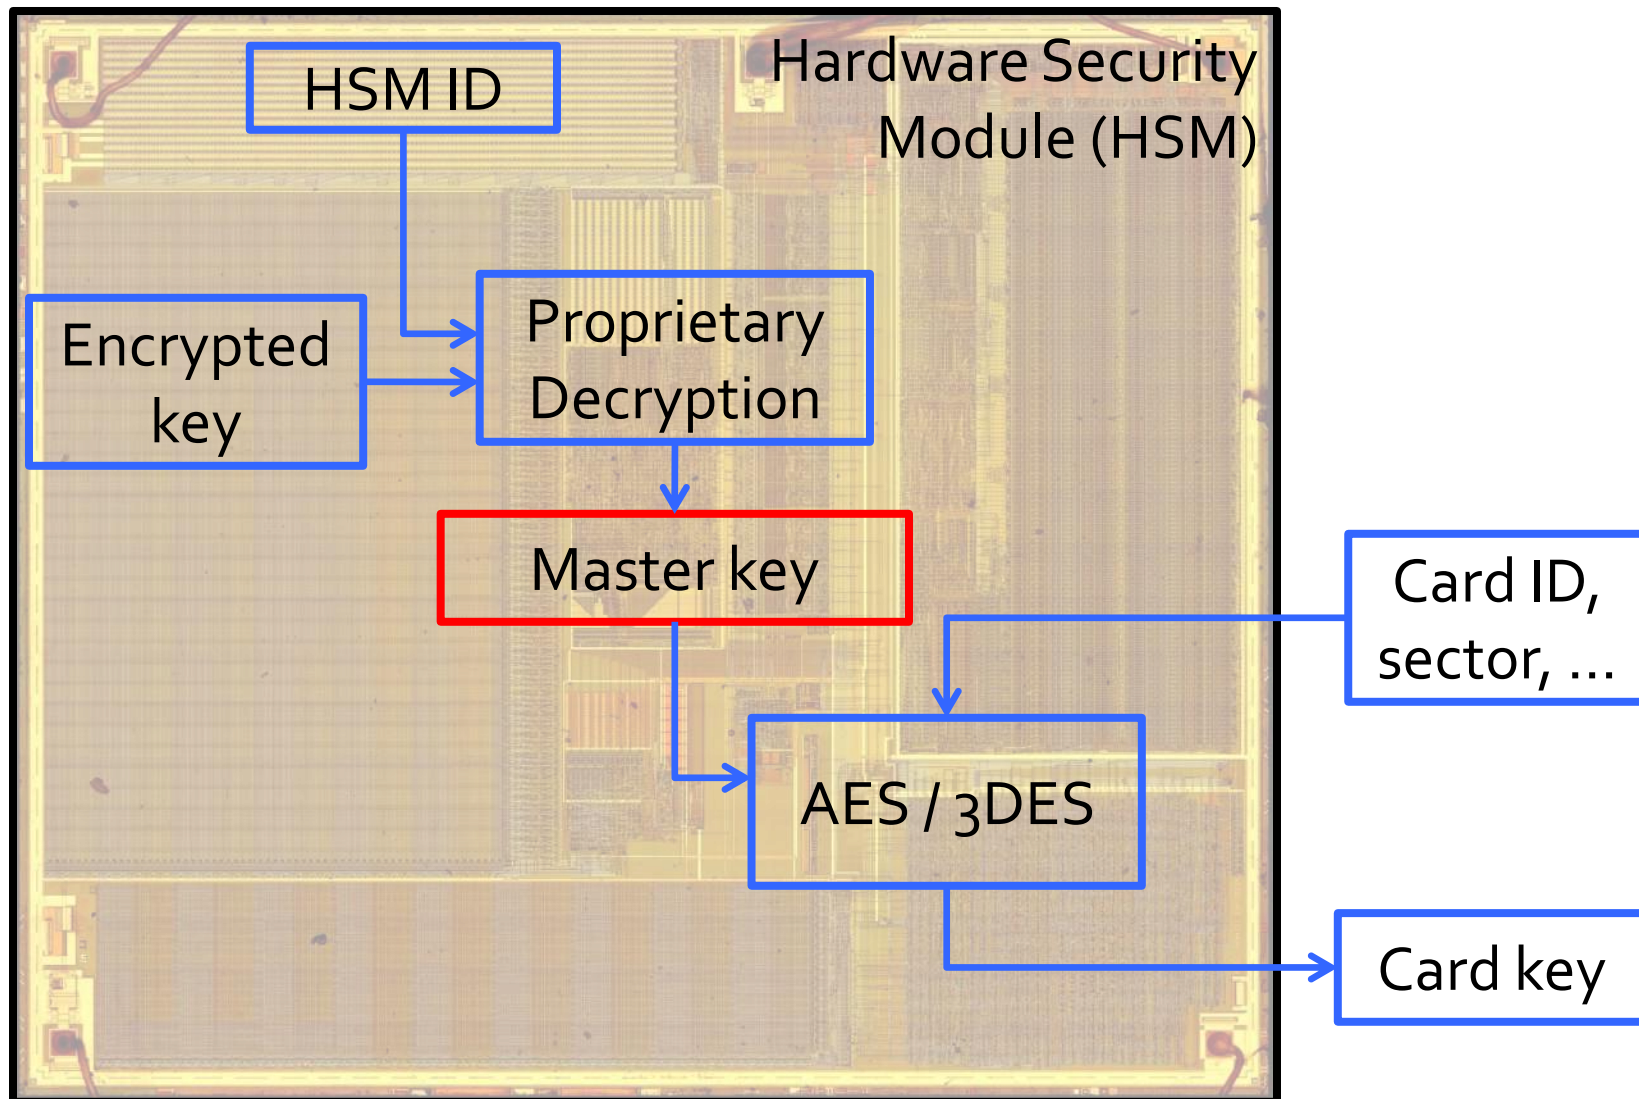 Hardware Security
Module (HSM)
HSM ID
Encrypted
key
Proprietary
Decryption
Master key
Card ID,
sector, ...
AES / 3DES
Card key